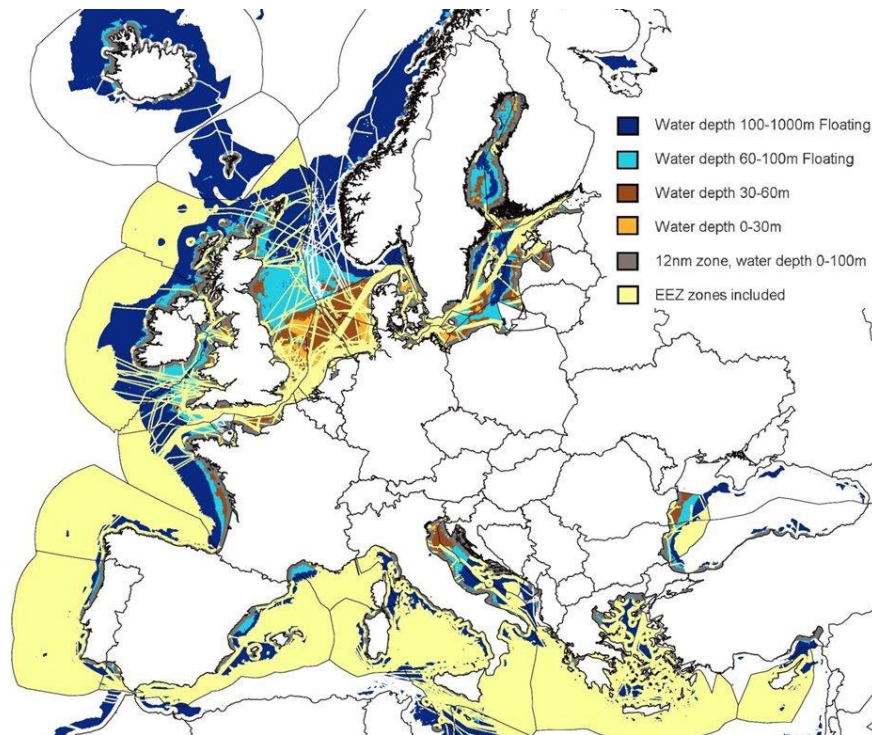 Water depth 100-1000m Floating
Water depth 60-100m Floating
Water depth 30-60m
Water depth 0-30m
12nm zone, water depth 0-100m
EEZ zones included